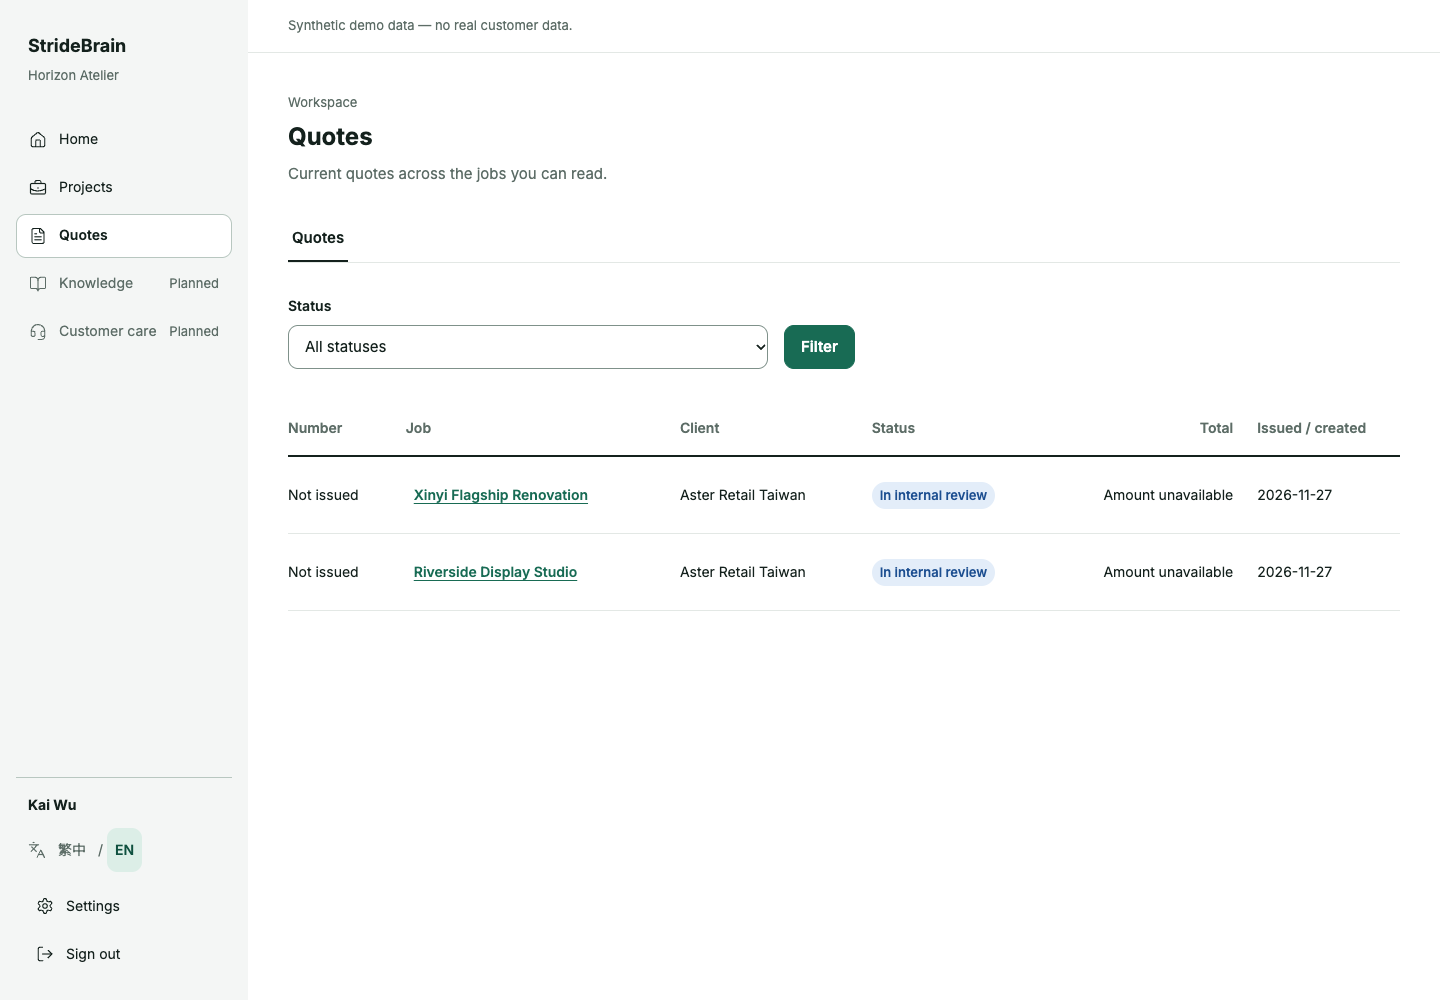 StrideBrain
Horizon Atelier
Home
Projects
Quotes
Knowledge Planned
Customer care Planned
Kai Wu
繁中 / EN
Settings
Sign out
Synthetic demo data — no real customer data.
Workspace
Quotes
Current quotes across the jobs you can read.
Quotes
Status
All statuses
Filter
Number Job Client Status Total Issued / created
Not issued Xinyi Flagship Renovation Aster Retail Taiwan In internal review Amount unavailable 2026-11-27
Not issued Riverside Display Studio Aster Retail Taiwan In internal review Amount unavailable 2026-11-27